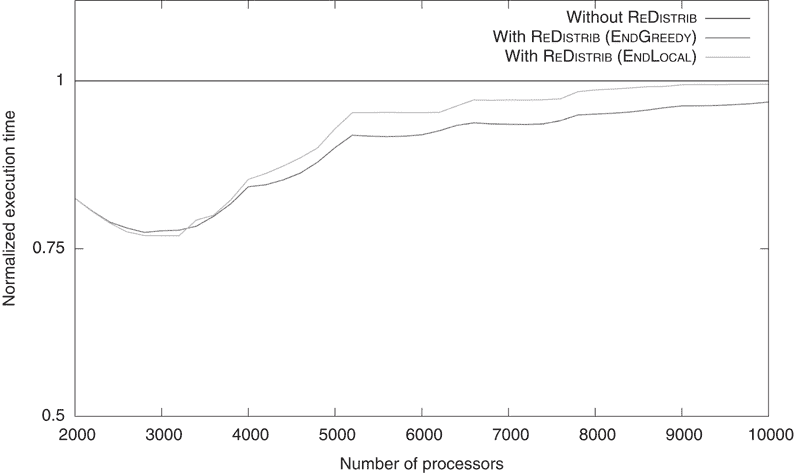 Without REDISTRIB
With REDISTRIB (ENDGREEDY)
With REDISTRIB (ENDLOCAL)
1
0.75
0.5
Normalized execution time
2000 3000 4000 5000 6000 7000 8000 9000 10000
Number of processors